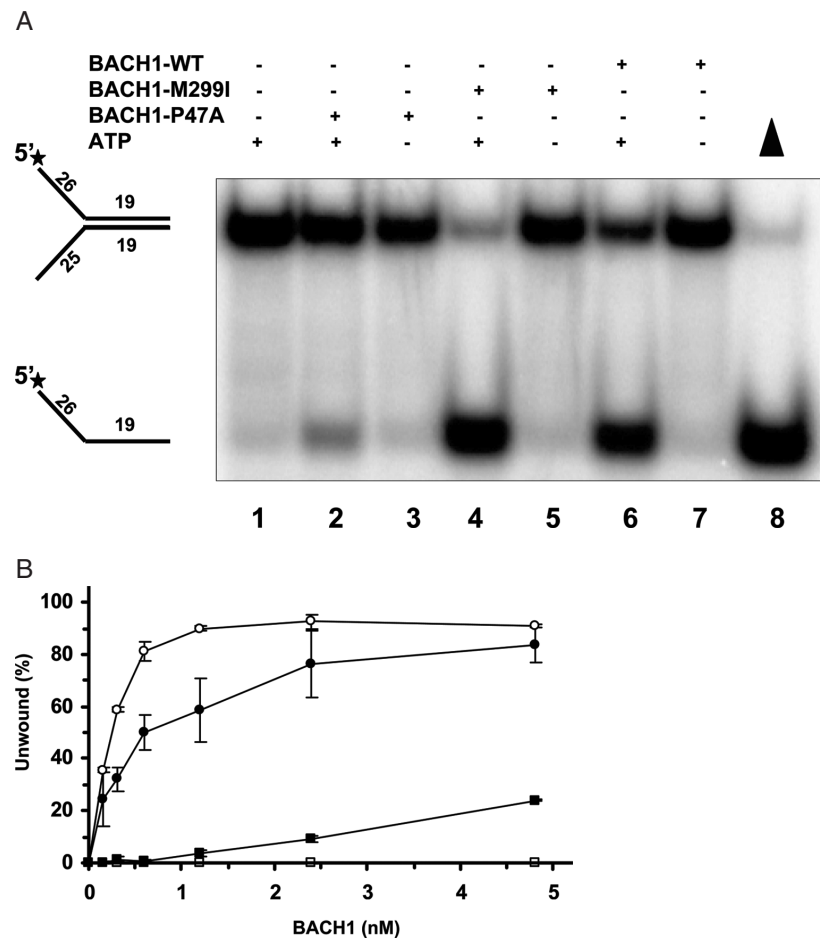 A
BACH1-WT - - - - - + +
BACH1-M299I - - - + + - -
BACH1-P47A - + + - - - -
ATP + + - + - + -
5’
26
19
19
25
5’
26
19
1 2 3 4 5 6 7 8
B
100
80
60
40
20
0
Unwound (%)
0 1 2 3 4 5
BACH1 (nM)